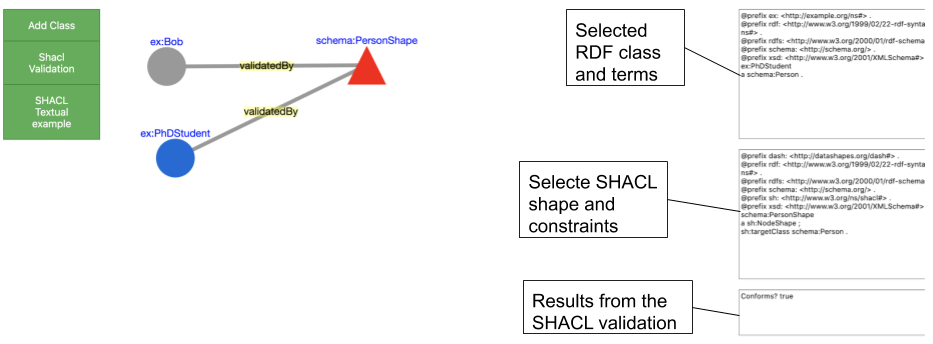 Add Class
Shacl
Validation
SHACL
Textual
example
ex:Bob
schema:PersonShape
validatedBy
validatedBy
ex:PhDStudent
Selected
RDF class
and terms
@prefix ex: <http://example.org/ns#> .
@prefix rdf: <http://www.w3.org/1999/02/22-rdf-synta
ns#> .
@prefix rdfs: <http://www.w3.org/2000/01/rdf-schema
@prefix schema: <http://schema.org/> .
@prefix xsd: <http://www.w3.org/2001/XMLSchema#>
ex:PhDStudent
a schema:Person .
Selecte SHACL
shape and
constraints
@prefix dash: <http://datashapes.org/dash#> .
@prefix rdf: <http://www.w3.org/1999/02/22-rdf-synta
ns#> .
@prefix rdfs: <http://www.w3.org/2000/01/rdf-schema
@prefix schema: <http://schema.org/> .
@prefix sh: <http://www.w3.org/ns/shacl#> .
@prefix xsd: <http://www.w3.org/2001/XMLSchema#>
schema:PersonShape
a sh:NodeShape ;
sh:targetClass schema:Person .
Results from the
SHACL validation
Conforms? true